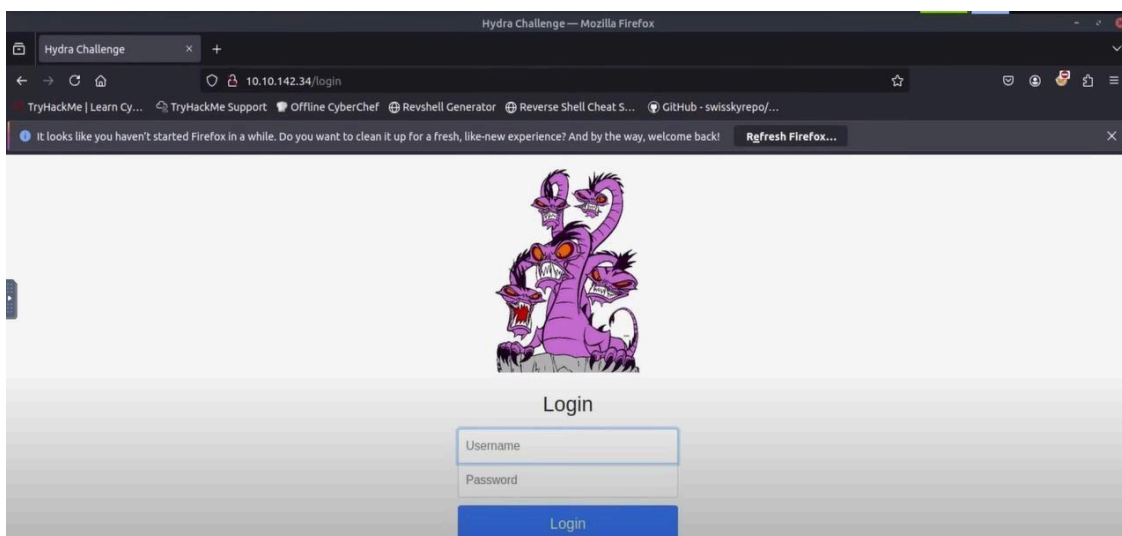 Hydra Challenge — Mozilla Firefox
Hydra Challenge
10.10.142.34/login
TryHackMe | Learn Cy... TryHackMe Support Offline CyberChef Revshell Generator Reverse Shell Cheat S... GitHub - swisskyrepo/...
It looks like you haven't started Firefox in a while. Do you want to clean it up for a fresh, like-new experience? And by the way, welcome back! Refresh Firefox...
Login
Username
Password
Login